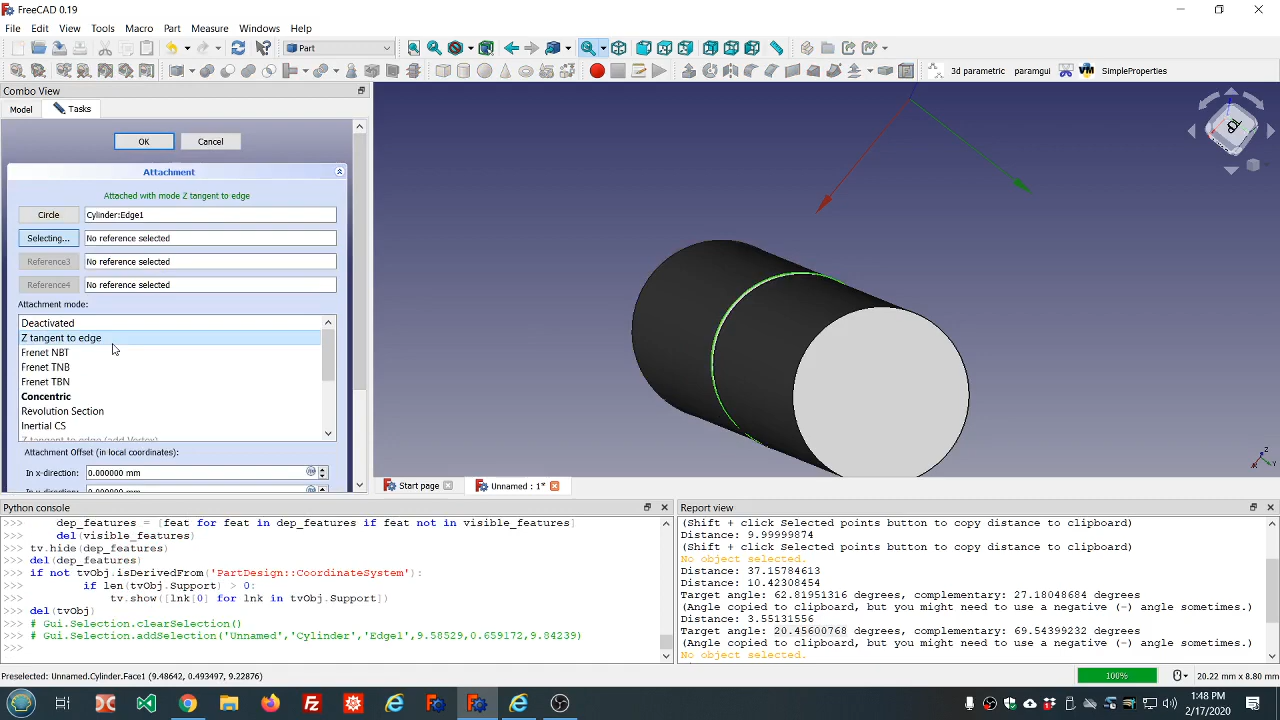 FreeCAD 0.19
File Edit View Tools Macro Part Measure Windows Help
Part
3d parametric paramgui SimpleProperties
Combo View
Model Tasks
OK Cancel
Attachment
Attached with mode Z tangent to edge
Circle Cylinder:Edge1
Selecting... No reference selected
Reference3 No reference selected
Reference4 No reference selected
Attachment mode:
Deactivated
Z tangent to edge
Frenet NBT
Frenet TNB
Frenet TBN
Concentric
Revolution Section
Inertial CS
Z tangent to edge (add Vertex)
Attachment Offset (in local coordinates):
In x-direction: 0.000000 mm
In y-direction: 0.000000 mm
Start page Unnamed : 1*
Python console
>>> dep_features = [feat for feat in dep_features if feat not in visible_features]
>>> del(visible_features)
>>> tv.hide(dep_features)
>>> del(dep_features)
>>> if not tvObj.isDerivedFrom('PartDesign::CoordinateSystem'):
>>> if len(tvObj.Support) > 0:
>>> tv.show([lnk[0] for lnk in tvObj.Support])
>>> del(tvObj)
>>> # Gui.Selection.clearSelection()
>>> # Gui.Selection.addSelection('Unnamed','Cylinder','Edge1',9.58529,0.659172,9.84239)
Report view
(Shift + click Selected points button to copy distance to clipboard)
Distance: 9.99999874
(Shift + click Selected points button to copy distance to clipboard)
No object selected.
Distance: 37.15784613
Distance: 10.42308454
Target angle: 62.81951316 degrees, complementary: 27.18048684 degrees
(Angle copied to clipboard, but you might need to use a negative (-) angle sometimes.)
Distance: 3.55131556
Target angle: 20.45600768 degrees, complementary: 69.54399232 degrees
(Angle copied to clipboard, but you might need to use a negative (-) angle sometimes.)
No object selected.
Preselected: Unnamed.Cylinder.Face1 (9.48642, 0.493497, 9.22876)
100%
20.22 mm x 8.80 mm
1:48 PM
2/17/2020